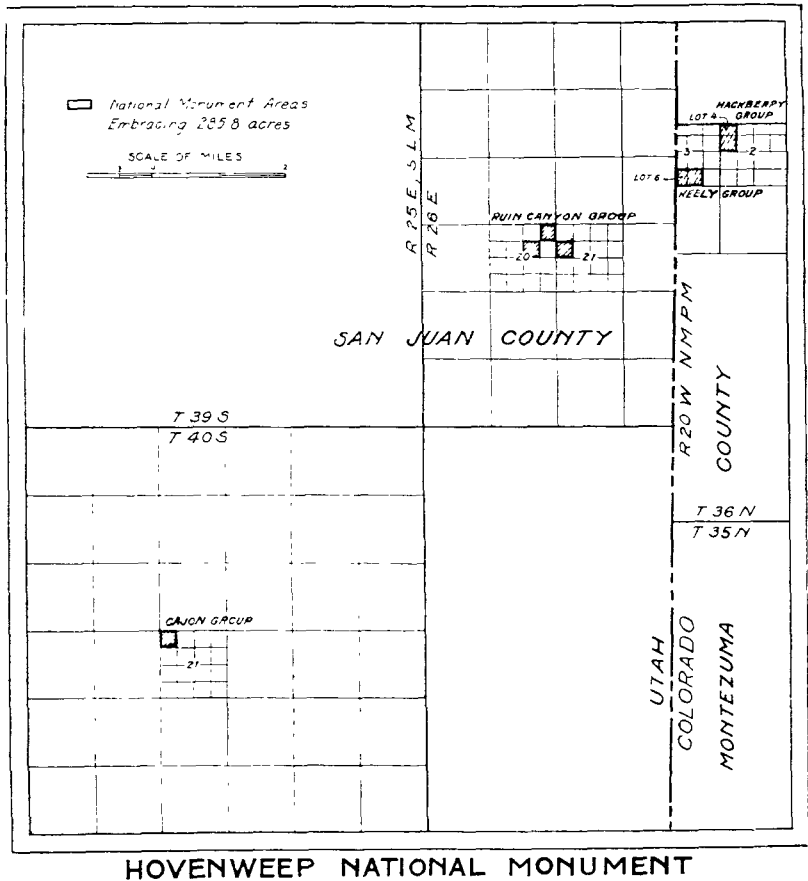 National Monument Areas
Embracing 285.8 acres
SCALE OF MILES
2
R 25 E, S L M
R 26 E
HACKBERRY
GROUP
LOT 4
3
2
LOT 6
KEELY GROUP
RUIN CANYON GROUP
20
21
SAN JUAN COUNTY
R 20 W NMPM
COUNTY
T 39 S
T 40 S
T 36 N
T 35 N
CAJON GROUP
21
UTAH
COLORADO
MONTEZUMA
HOVENWEEP NATIONAL MONUMENT